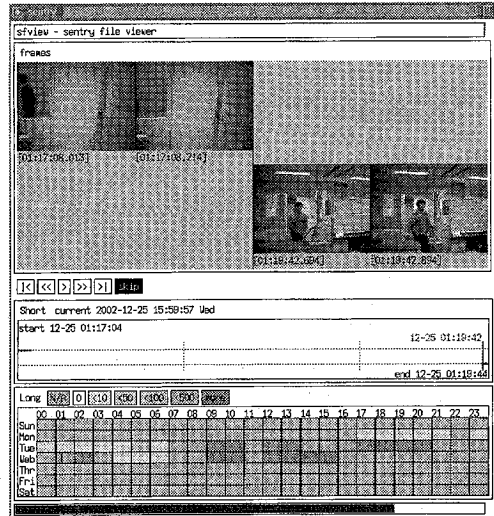 sfview - sentry file viewer
frames
[01:17:08.013] [01:17:08.214]
[01:19:42.694] [01:19:42.894]
|< << > >> >| skip
Short current 2002-12-25 15:59:57 Wed
start 12-25 01:17:04
12-25 01:19:42
end 12-25 01:19:44
Long N/A 0 <10 <50 <100 <500 more
00 01 02 03 04 05 06 07 08 09 10 11 12 13 14 15 16 17 18 19 20 21 22 23
Sun
Mon
Tue
Web
Thr
Fri
Sat